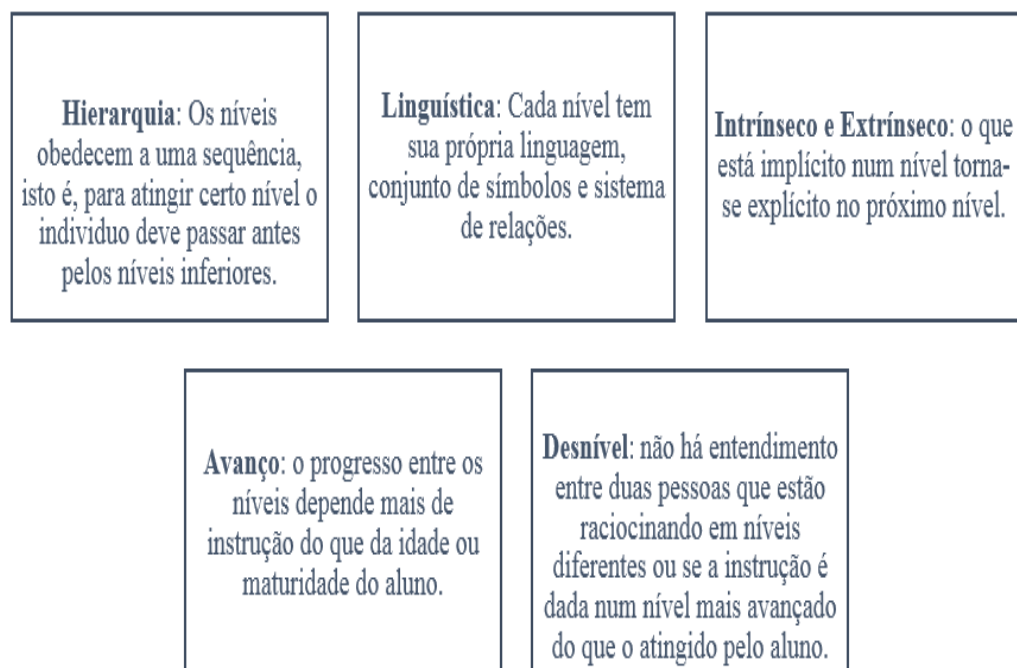 Hierarquia: Os níveis
obedecem a uma sequência,
isto é, para atingir certo nível o
individuo deve passar antes
pelos níveis inferiores.
Linguística: Cada nível tem
sua própria linguagem,
conjunto de símbolos e sistema
de relações.
Intrínseco e Extrínseco: o que
está implícito num nível torna-
se explícito no próximo nível.
Avanço: o progresso entre os
níveis depende mais de
instrução do que da idade ou
maturidade do aluno.
Desnível: não há entendimento
entre duas pessoas que estão
raciocinando em níveis
diferentes ou se a instrução é
dada num nível mais avançado
do que o atingido pelo aluno.